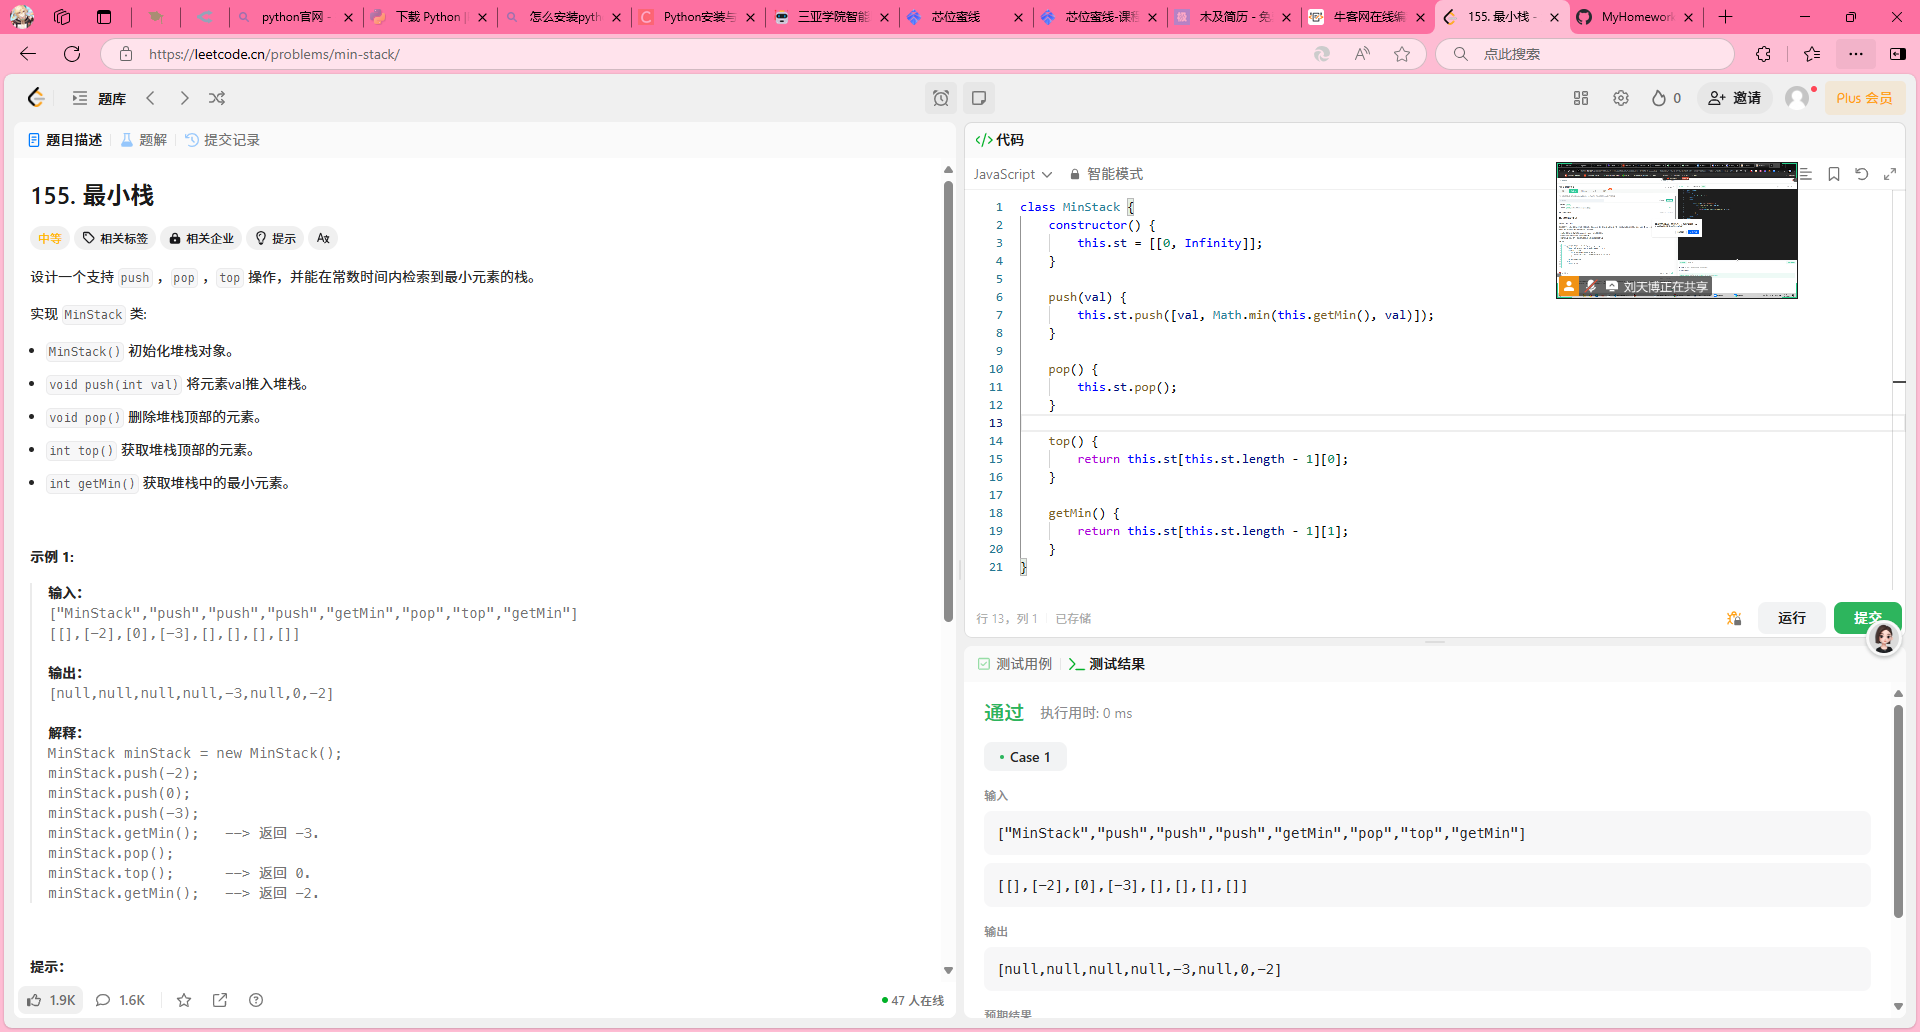 python官网 -
下载 Python |
怎么安装pyth
Python安装与
三亚学院智能
芯位蜜线
芯位蜜线-课程
木及简历 - 免
牛客网在线编
155. 最小栈 -
MyHomework
https://leetcode.cn/problems/min-stack/
点此搜索
题库
0
邀请
Plus 会员
题目描述
题解
提交记录
155. 最小栈
中等
相关标签
相关企业
提示
设计一个支持 push ，pop ，top 操作，并能在常数时间内检索到最小元素的栈。
实现 MinStack 类:
MinStack() 初始化堆栈对象。
void push(int val) 将元素val推入堆栈。
void pop() 删除堆栈顶部的元素。
int top() 获取堆栈顶部的元素。
int getMin() 获取堆栈中的最小元素。
示例 1:
输入：
["MinStack","push","push","push","getMin","pop","top","getMin"]
[[],[-2],[0],[-3],[],[],[],[]]
输出：
[null,null,null,null,-3,null,0,-2]
解释：
MinStack minStack = new MinStack();
minStack.push(-2);
minStack.push(0);
minStack.push(-3);
minStack.getMin();   --> 返回 -3.
minStack.pop();
minStack.top();      --> 返回 0.
minStack.getMin();   --> 返回 -2.
提示：
1.9K
1.6K
47 人在线
</> 代码
JavaScript
智能模式
刘天博正在共享
1 class MinStack {
2     constructor() {
3         this.st = [[0, Infinity]];
4     }
5
6     push(val) {
7         this.st.push([val, Math.min(this.getMin(), val)]);
8     }
9
10     pop() {
11         this.st.pop();
12     }
13
14     top() {
15         return this.st[this.st.length - 1][0];
16     }
17
18     getMin() {
19         return this.st[this.st.length - 1][1];
20     }
21 }
行 13，列 1
已存储
运行
提交
测试用例
测试结果
通过
执行用时: 0 ms
Case 1
输入
["MinStack","push","push","push","getMin","pop","top","getMin"]
[[],[-2],[0],[-3],[],[],[],[]]
输出
[null,null,null,null,-3,null,0,-2]
预期结果